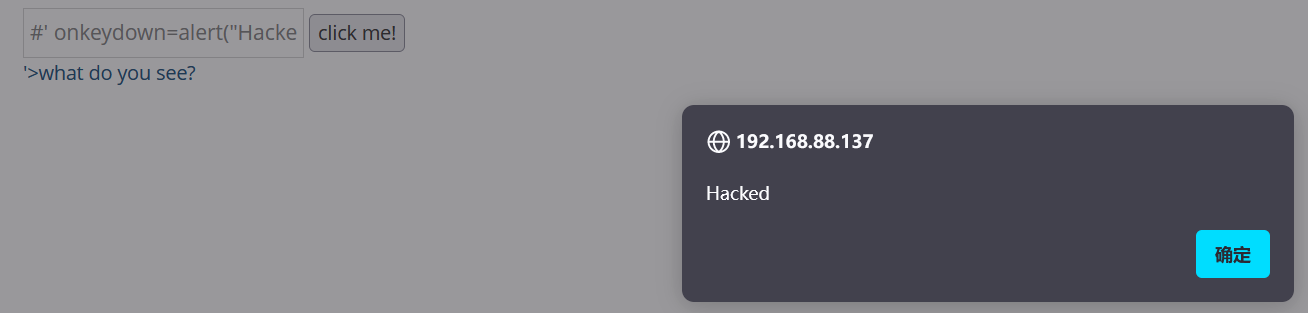 #' onkeydown=alert("Hacke
click me!
'>what do you see?
192.168.88.137
Hacked
确定